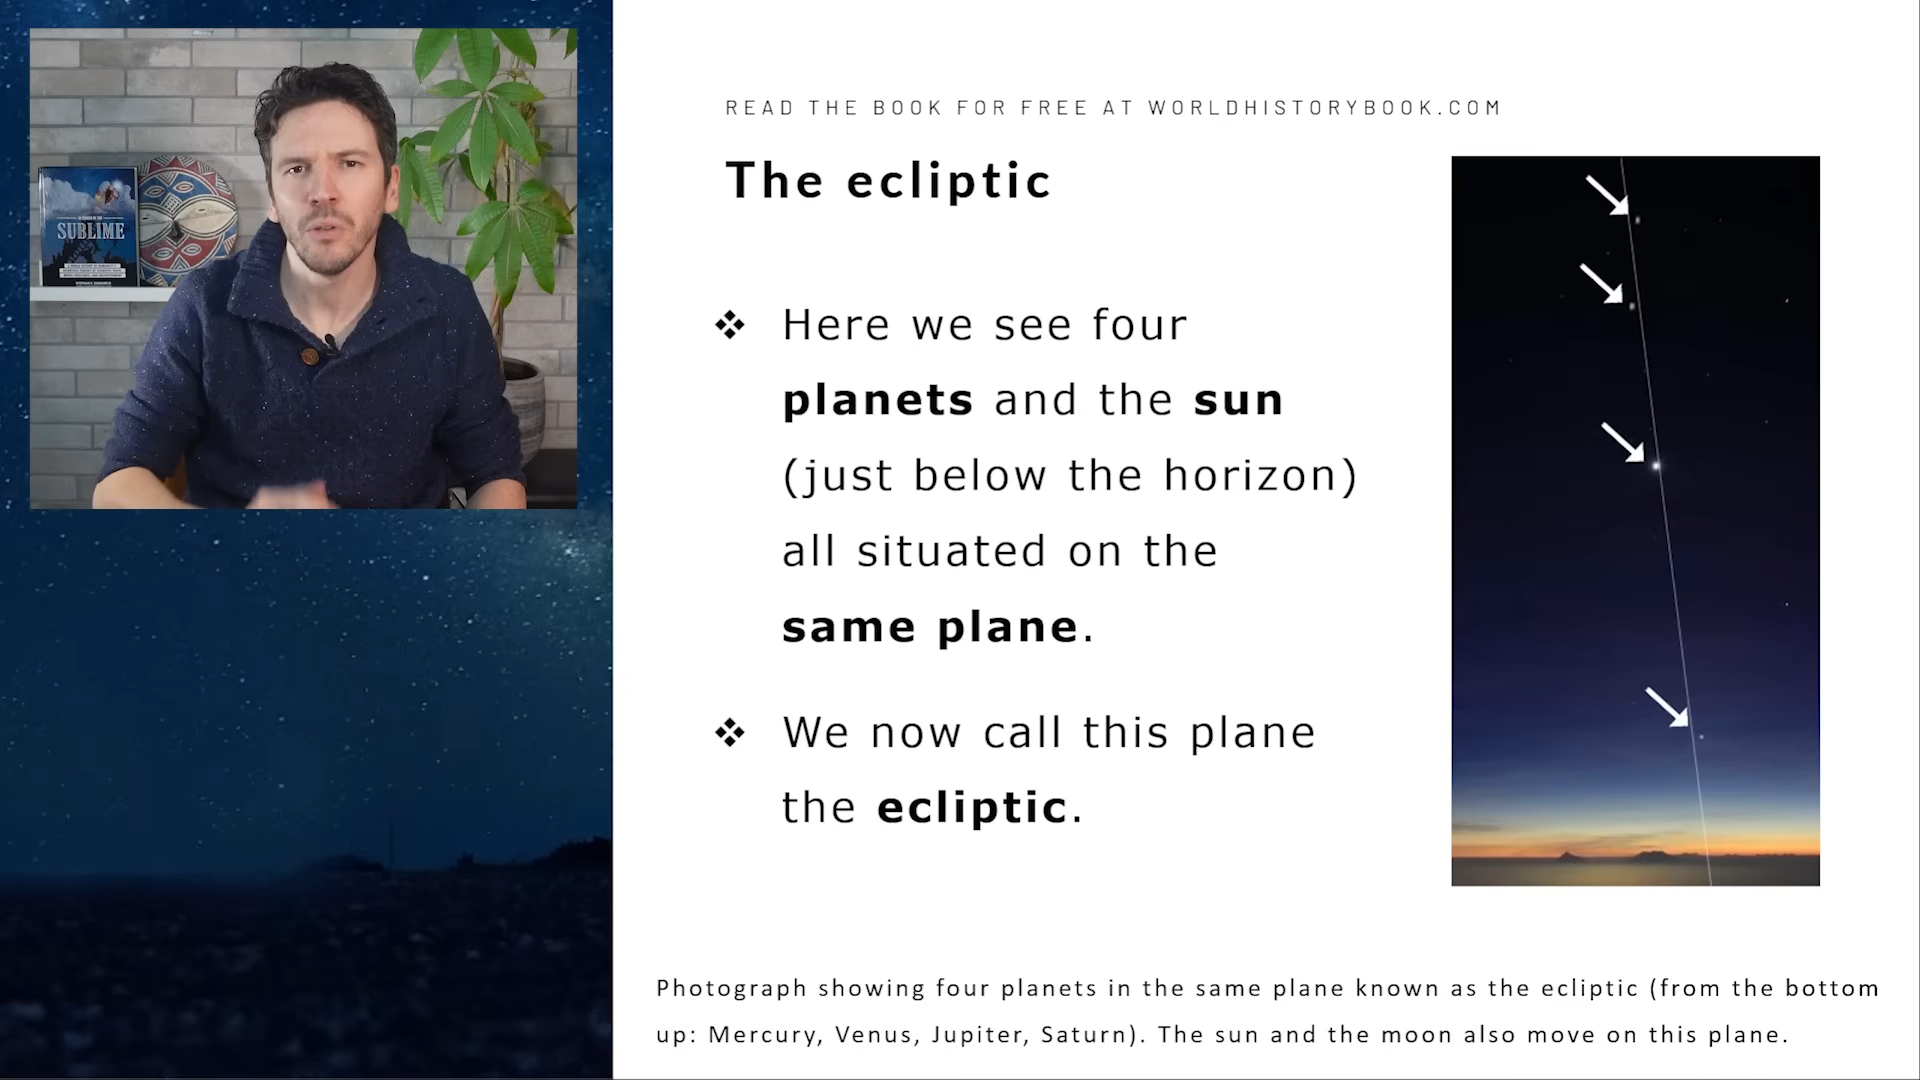 READ THE BOOK FOR FREE AT WORLDHISTORYBOOK.COM
The ecliptic
Here we see four
planets and the sun
(just below the horizon)
all situated on the
same plane.
We now call this plane
the ecliptic.
Photograph showing four planets in the same plane known as the ecliptic (from the bottom
up: Mercury, Venus, Jupiter, Saturn). The sun and the moon also move on this plane.
SUBLIME